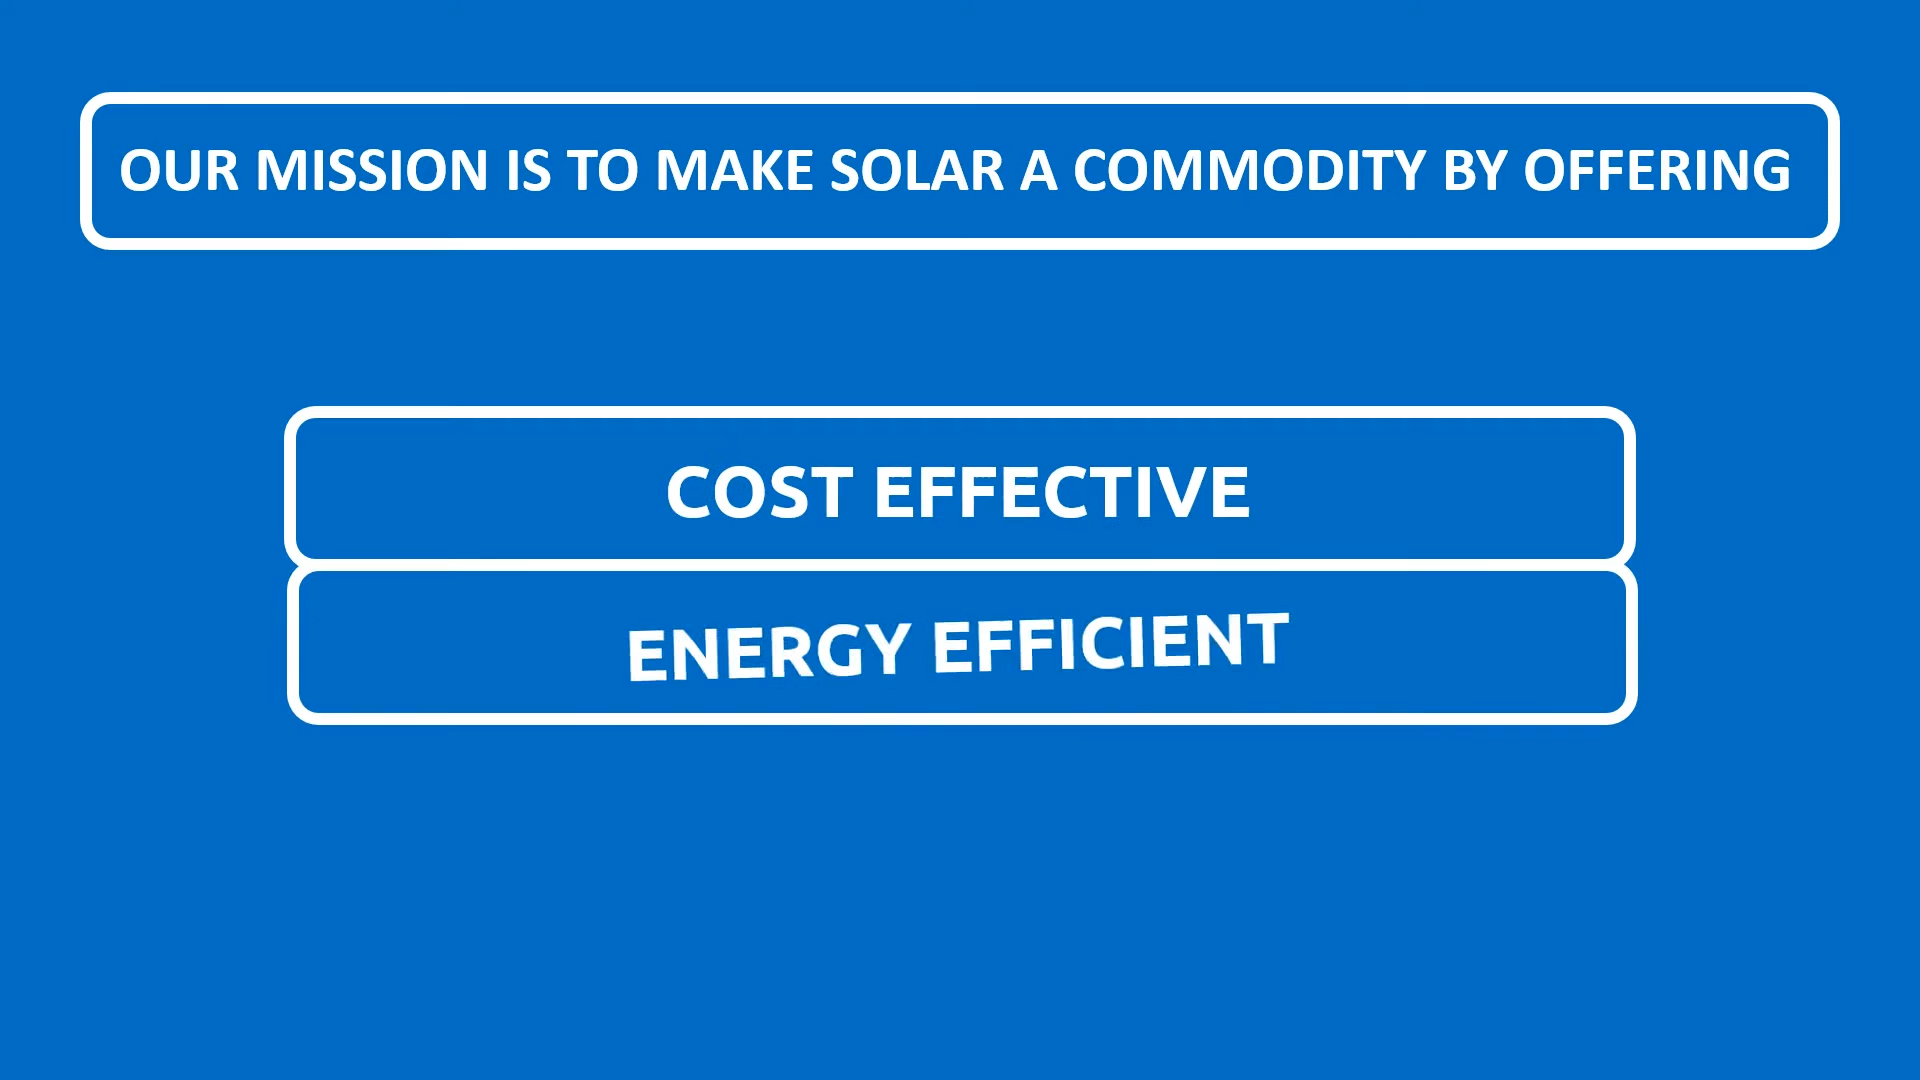 OUR MISSION IS TO MAKE SOLAR A COMMODITY BY OFFERING
COST EFFECTIVE
ENERGY EFFICIENT